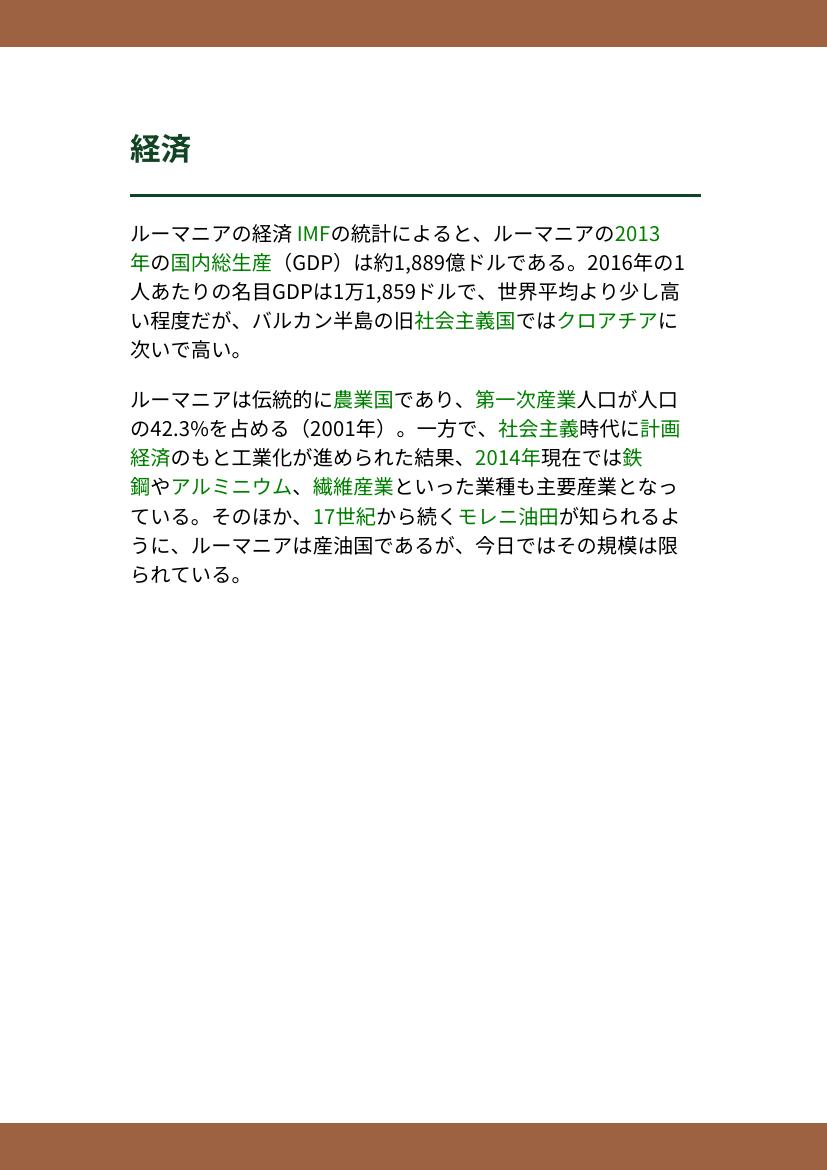 経済
ルーマニアの経済 IMFの統計によると、ルーマニアの2013
年の国内総生産（GDP）は約1,889億ドルである。2016年の1
人あたりの名目GDPは1万1,859ドルで、世界平均より少し高
い程度だが、バルカン半島の旧社会主義国ではクロアチアに
次いで高い。
ルーマニアは伝統的に農業国であり、第一次産業人口が人口
の42.3%を占める（2001年）。一方で、社会主義時代に計画
経済のもと工業化が進められた結果、2014年現在では鉄
鋼やアルミニウム、繊維産業といった業種も主要産業となっ
ている。そのほか、17世紀から続くモレニ油田が知られるよ
うに、ルーマニアは産油国であるが、今日ではその規模は限
られている。